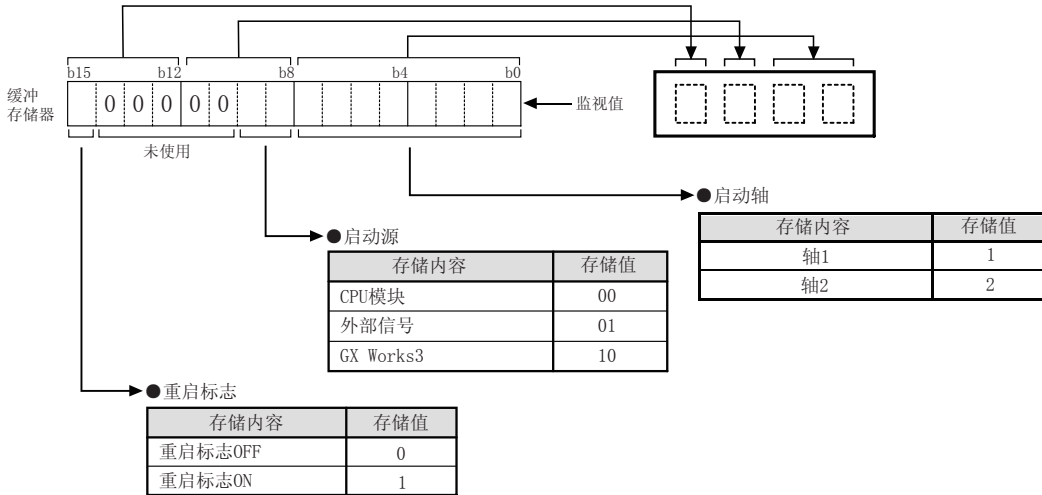 b15 b12 b8 b4 b0
缓冲
存储器
0 0 0 0 0
监视值
未使用
●启动轴
存储内容 存储值
轴1 1
轴2 2
●启动源
存储内容 存储值
CPU模块 00
外部信号 01
GX Works3 10
●重启标志
存储内容 存储值
重启标志OFF 0
重启标志ON 1